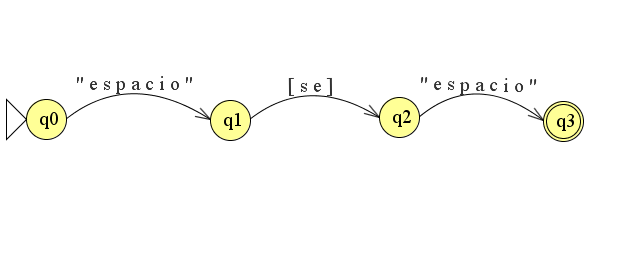 "espacio"
[se]
"espacio"
q0
q1
q2
q3